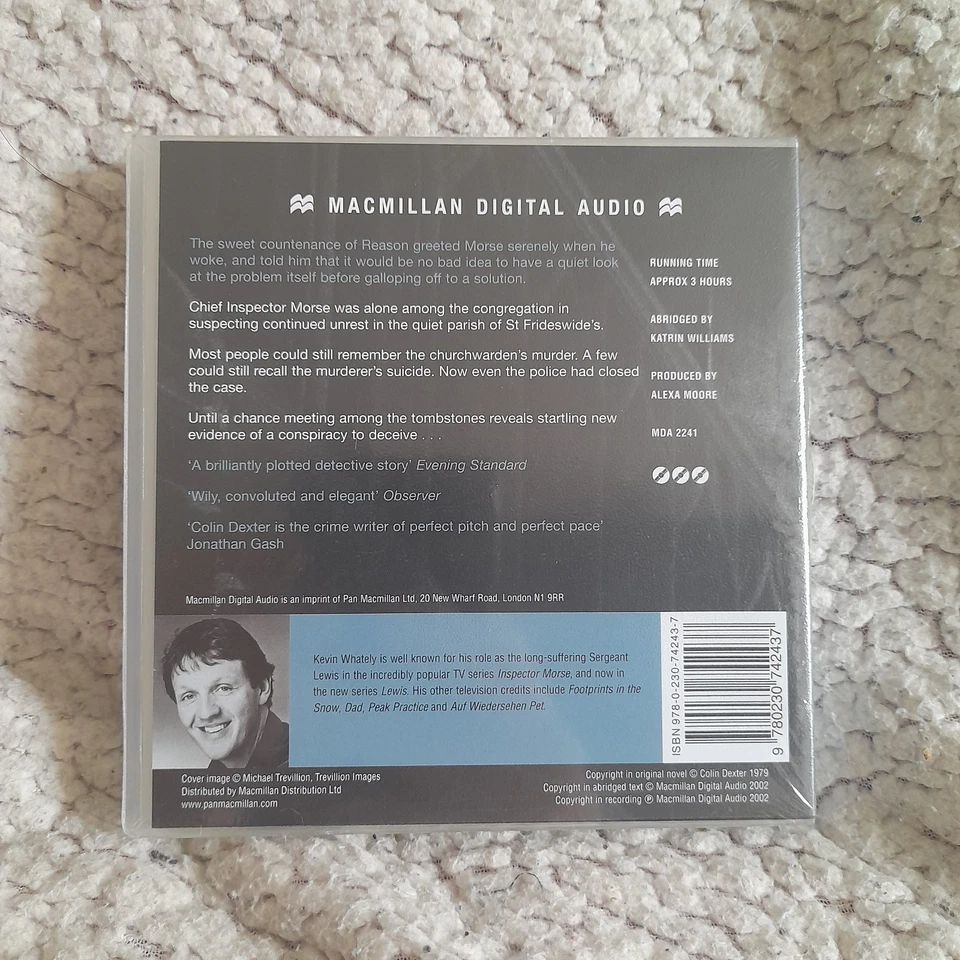 MACMILLAN DIGITAL AUDIO
The sweet countenance of Reason greeted Morse serenely when he
woke, and told him that it would be no bad idea to have a quiet look
at the problem itself before galloping off to a solution.
Chief Inspector Morse was alone among the congregation in
suspecting continued unrest in the quiet parish of St Frideswide's.
Most people could still remember the churchwarden's murder. A few
could still recall the murderer's suicide. Now even the police had closed
the case.
Until a chance meeting among the tombstones reveals startling new
evidence of a conspiracy to deceive . . .
'A brilliantly plotted detective story' Evening Standard
'Wily, convoluted and elegant' Observer
'Colin Dexter is the crime writer of perfect pitch and perfect pace'
Jonathan Gash
RUNNING TIME
APPROX 3 HOURS
ABRIDGED BY
KATRIN WILLIAMS
PRODUCED BY
ALEXA MOORE
MDA 2241
Macmillan Digital Audio is an imprint of Pan Macmillan Ltd, 20 New Wharf Road, London N1 9RR
Kevin Whately is well known for his role as the long-suffering Sergeant
Lewis in the incredibly popular TV series Inspector Morse, and now in
the new series Lewis. His other television credits include Footprints in the
Snow, Dad, Peak Practice and Auf Wiedersehen Pet.
ISBN 978-0-230-74243-7
9 780230 742437
Cover image © Michael Trevillion, Trevillion Images
Distributed by Macmillan Distribution Ltd
www.panmacmillan.com
Copyright in original novel © Colin Dexter 1979
Copyright in abridged text © Macmillan Digital Audio 2002
Copyright in recording ℗ Macmillan Digital Audio 2002